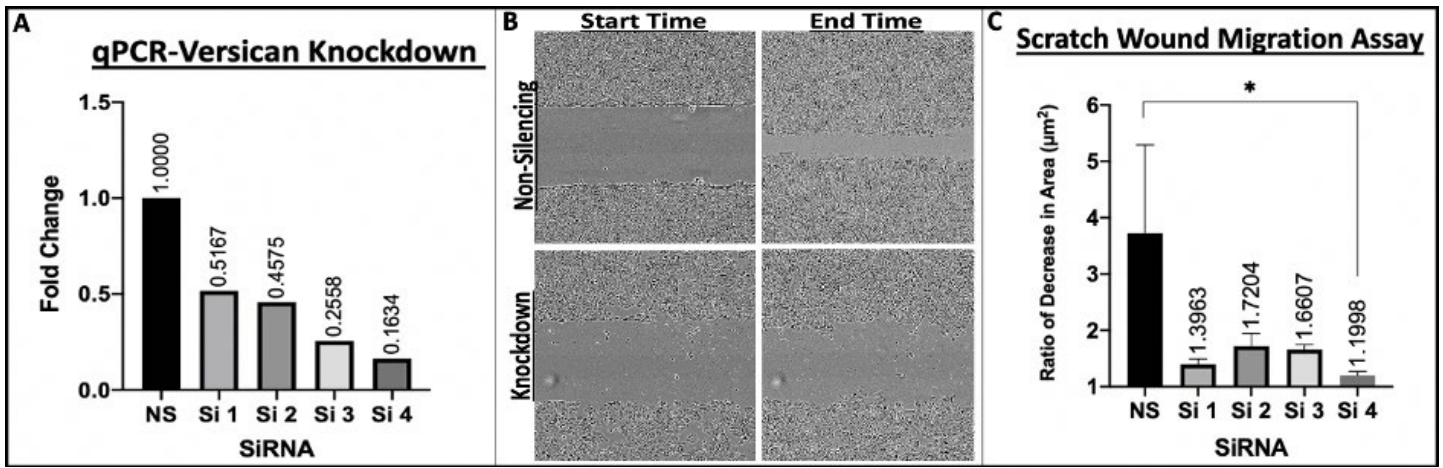 A
qPCR-Versican Knockdown
Fold Change
1.5
1.0
0.5
0.0
1.0000
0.5167
0.4575
0.2558
0.1634
NS Si 1 Si 2 Si 3 Si 4
SiRNA
B
Start Time End Time
Non-Silencing
Knockdown
C
Scratch Wound Migration Assay
Ratio of Decrease in Area (µm²)
6
5
4
3
2
1
*
1.3963
1.7204
1.6607
1.1998
NS Si 1 Si 2 Si 3 Si 4
SiRNA